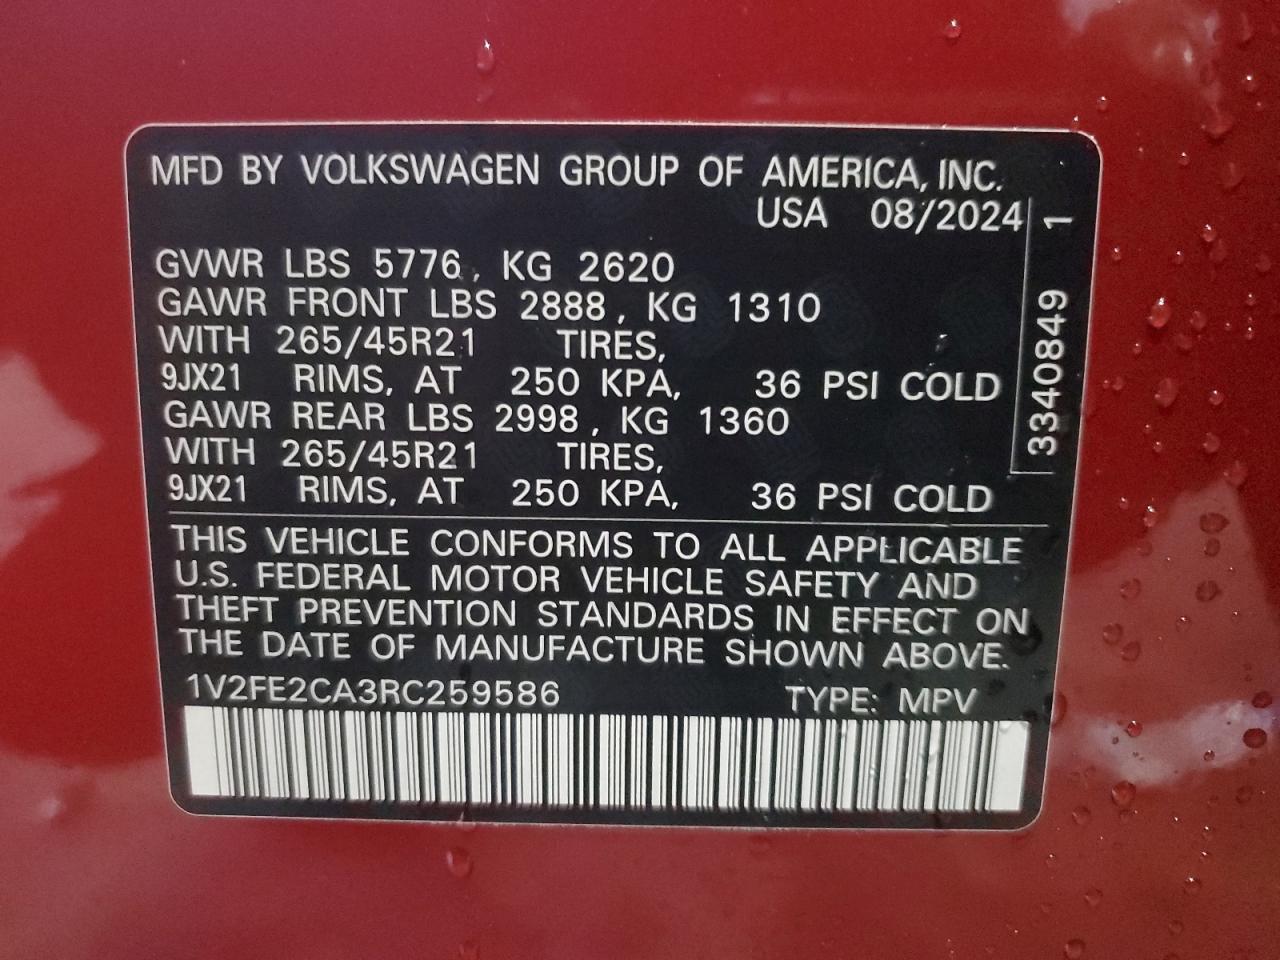 MFD BY VOLKSWAGEN GROUP OF AMERICA, INC.
USA 08/2024
GVWR LBS 5776, KG 2620
GAWR FRONT LBS 2888, KG 1310
WITH 265/45R21 TIRES,
9JX21 RIMS, AT 250 KPA, 36 PSI COLD
GAWR REAR LBS 2998, KG 1360
WITH 265/45R21 TIRES,
9JX21 RIMS, AT 250 KPA, 36 PSI COLD
3340849 1
THIS VEHICLE CONFORMS TO ALL APPLICABLE
U.S. FEDERAL MOTOR VEHICLE SAFETY AND
THEFT PREVENTION STANDARDS IN EFFECT ON
THE DATE OF MANUFACTURE SHOWN ABOVE.
1V2FE2CA3RC259586 TYPE: MPV